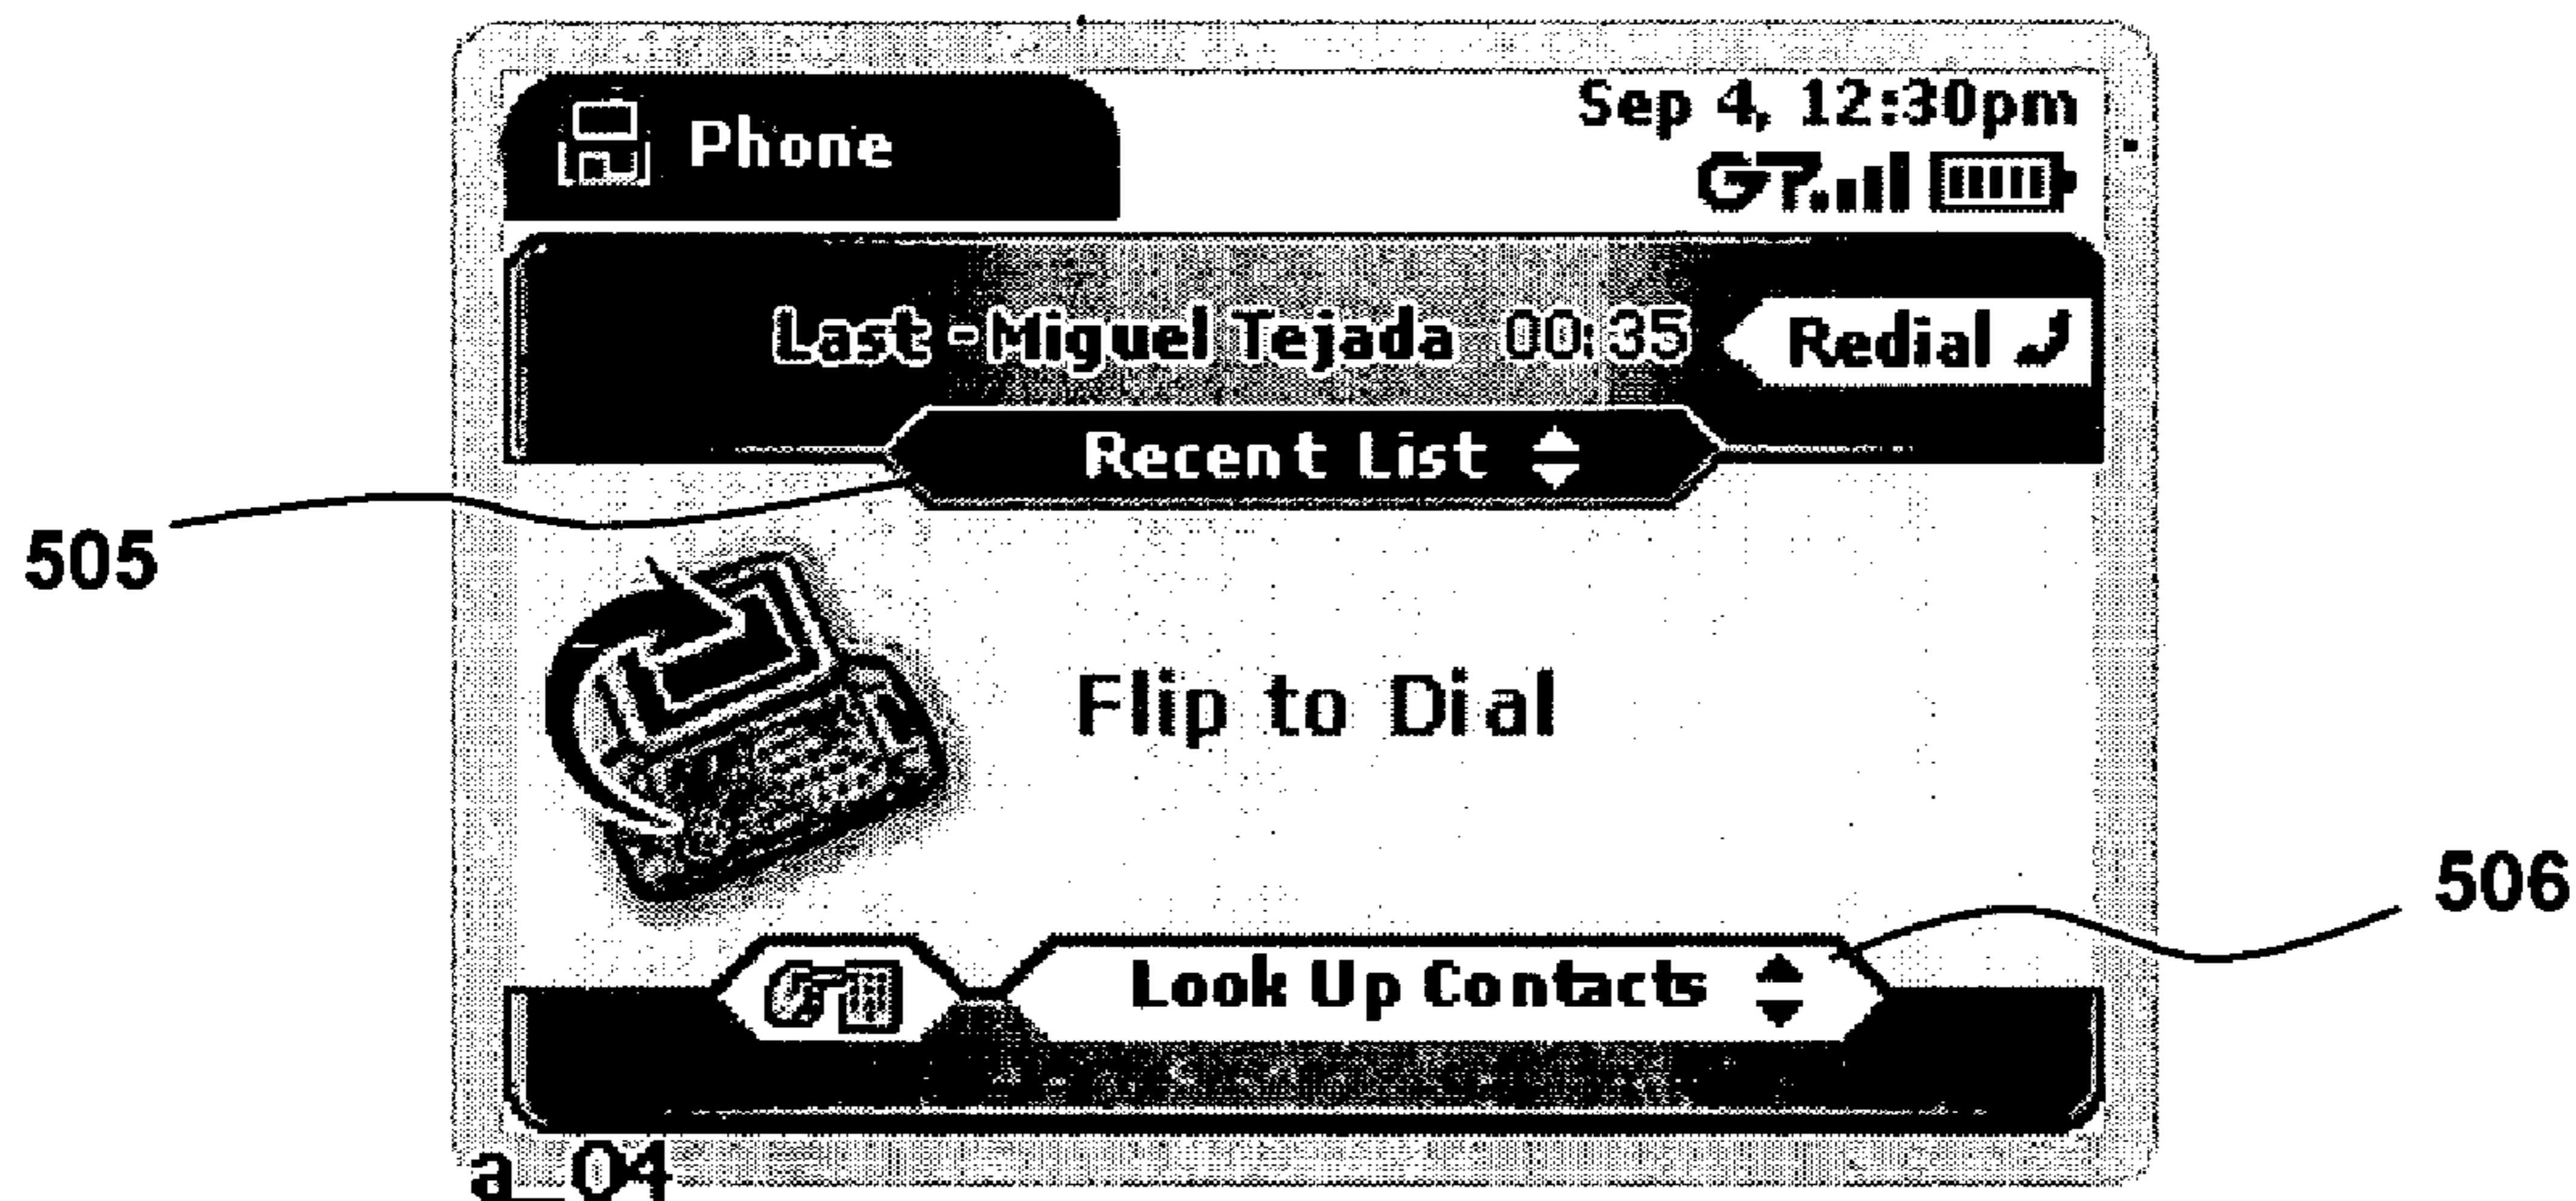 Phone
Sep 4, 12:30pm
G
Last - Miguel Tejada 00:35
Redial
Recent List
505
Flip to Dial
506
Look Up Contacts
a_04